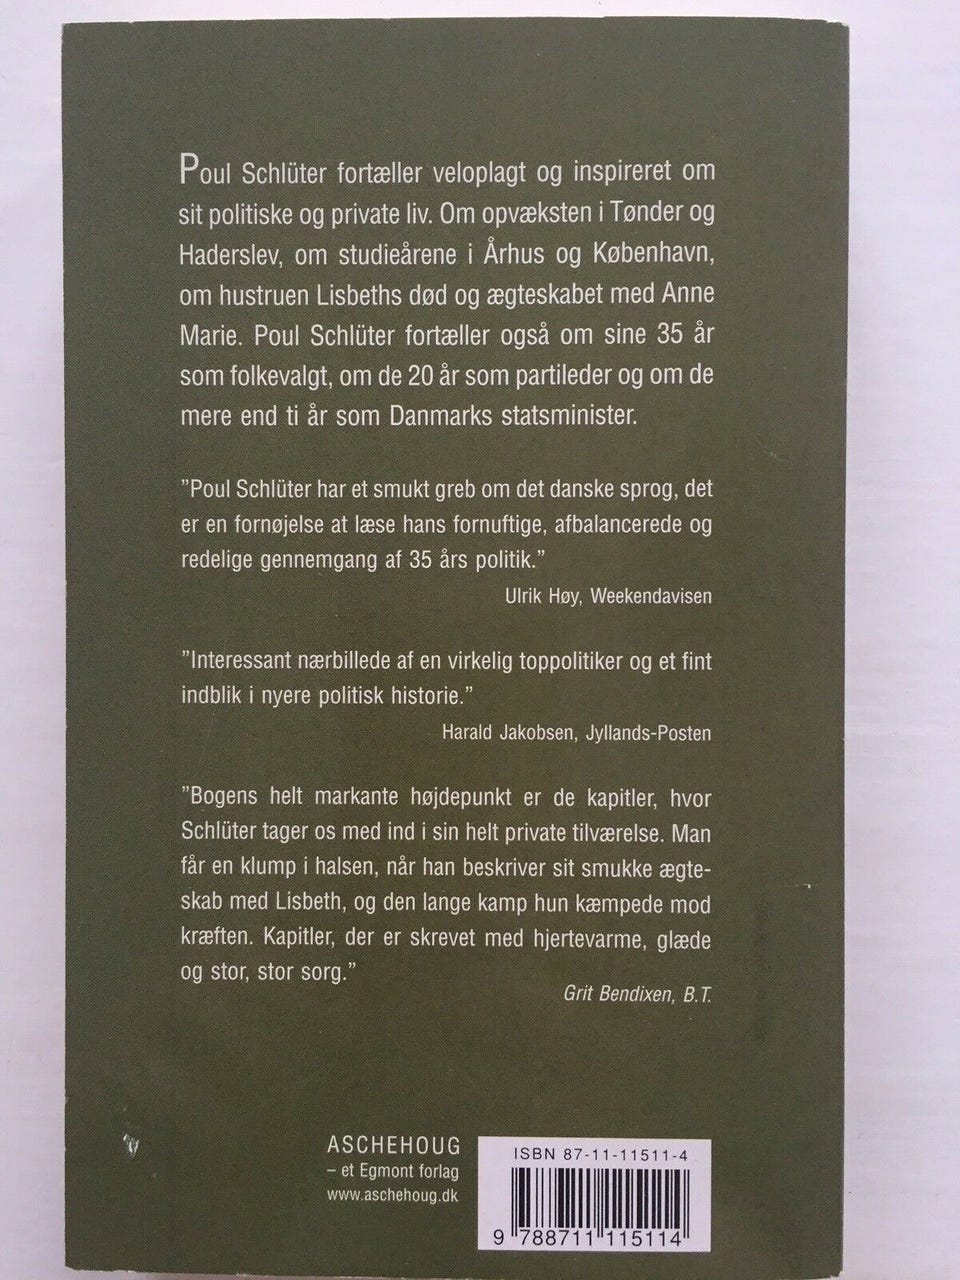 Poul Schlüter fortæller veloplagt og inspireret om
sit politiske og private liv. Om opvæksten i Tønder og
Haderslev, om studieårene i Århus og København,
om hustruen Lisbeths død og ægteskabet med Anne
Marie. Poul Schlüter fortæller også om sine 35 år
som folkevalgt, om de 20 år som partileder og om de
mere end ti år som Danmarks statsminister.
”Poul Schlüter har et smukt greb om det danske sprog, det
er en fornøjelse at læse hans fornuftige, afbalancerede og
redelige gennemgang af 35 års politik.”
Ulrik Høy, Weekendavisen
”Interessant nærbillede af en virkelig toppolitiker og et fint
indblik i nyere politisk historie.”
Harald Jakobsen, Jyllands-Posten
”Bogens helt markante højdepunkt er de kapitler, hvor
Schlüter tager os med ind i sin helt private tilværelse. Man
får en klump i halsen, når han beskriver sit smukke ægte-
skab med Lisbeth, og den lange kamp hun kæmpede mod
kræften. Kapitler, der er skrevet med hjertevarme, glæde
og stor, stor sorg.”
Grit Bendixen, B.T.
ASCHEHOUG
– et Egmont forlag
www.aschehoug.dk
ISBN 87-11-11511-4
9 788711 115114